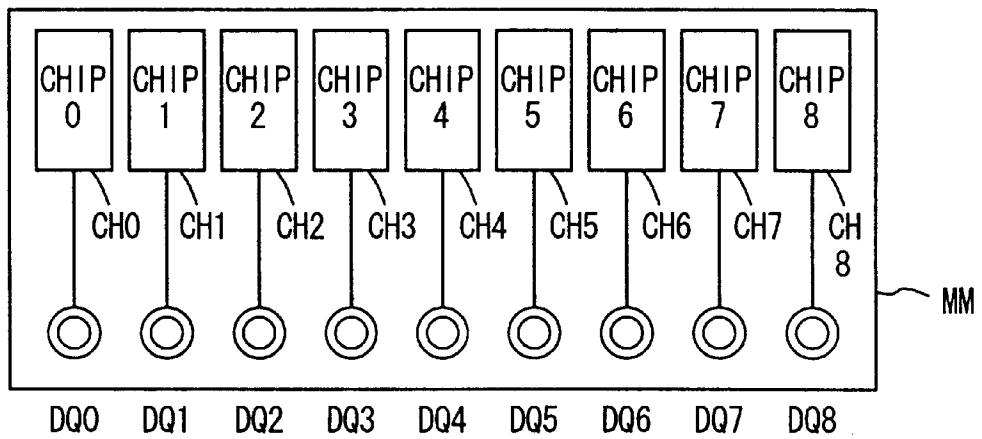 CHIP CHIP CHIP CHIP CHIP CHIP CHIP CHIP CHIP
0 1 2 3 4 5 6 7 8
CH0 CH1 CH2 CH3 CH4 CH5 CH6 CH7 CH
8
MM
DQ0 DQ1 DQ2 DQ3 DQ4 DQ5 DQ6 DQ7 DQ8